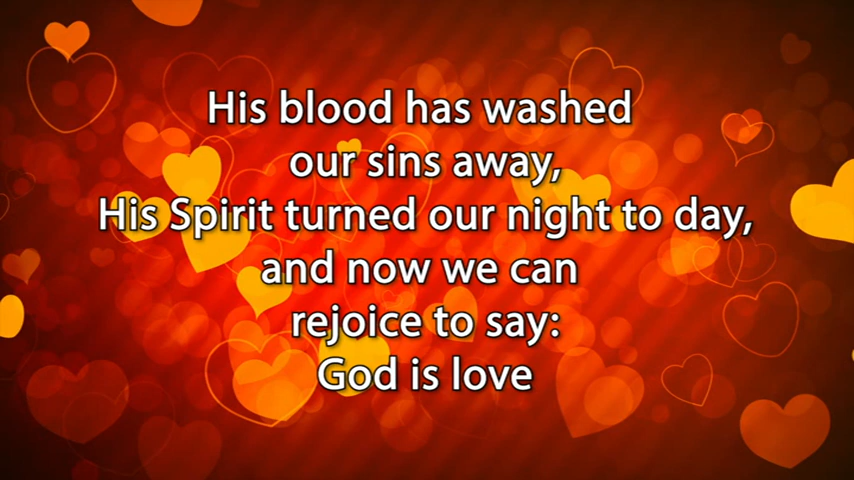 His blood has washed
our sins away,
His Spirit turned our night to day,
and now we can
rejoice to say:
God is love